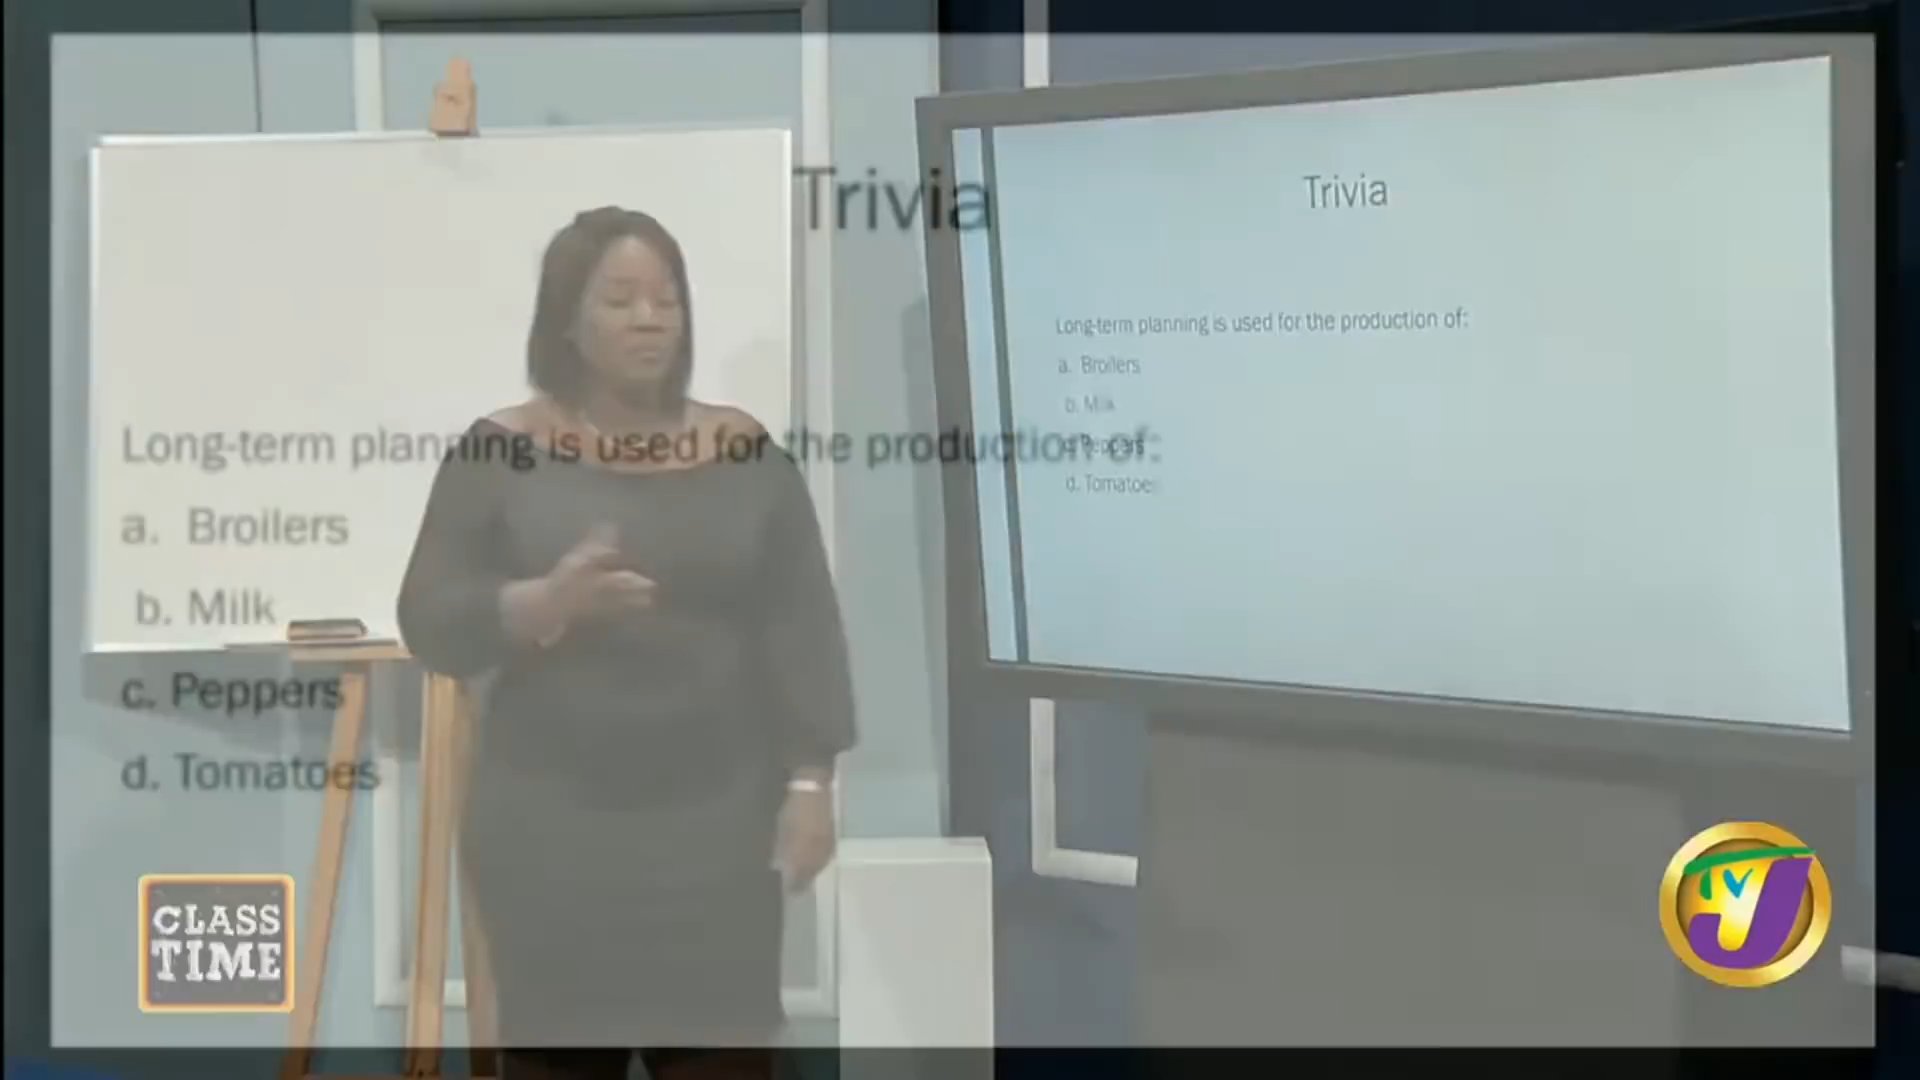 Trivia
Long-term planning is used for the production of:
a. Broilers
b. Milk
c. Peppers
d. Tomatoes
Trivia
Long-term planning is used for the production of:
a. Broilers
b. Milk
c. Peppers
d. Tomatoes
CLASS
TIME
TVJ